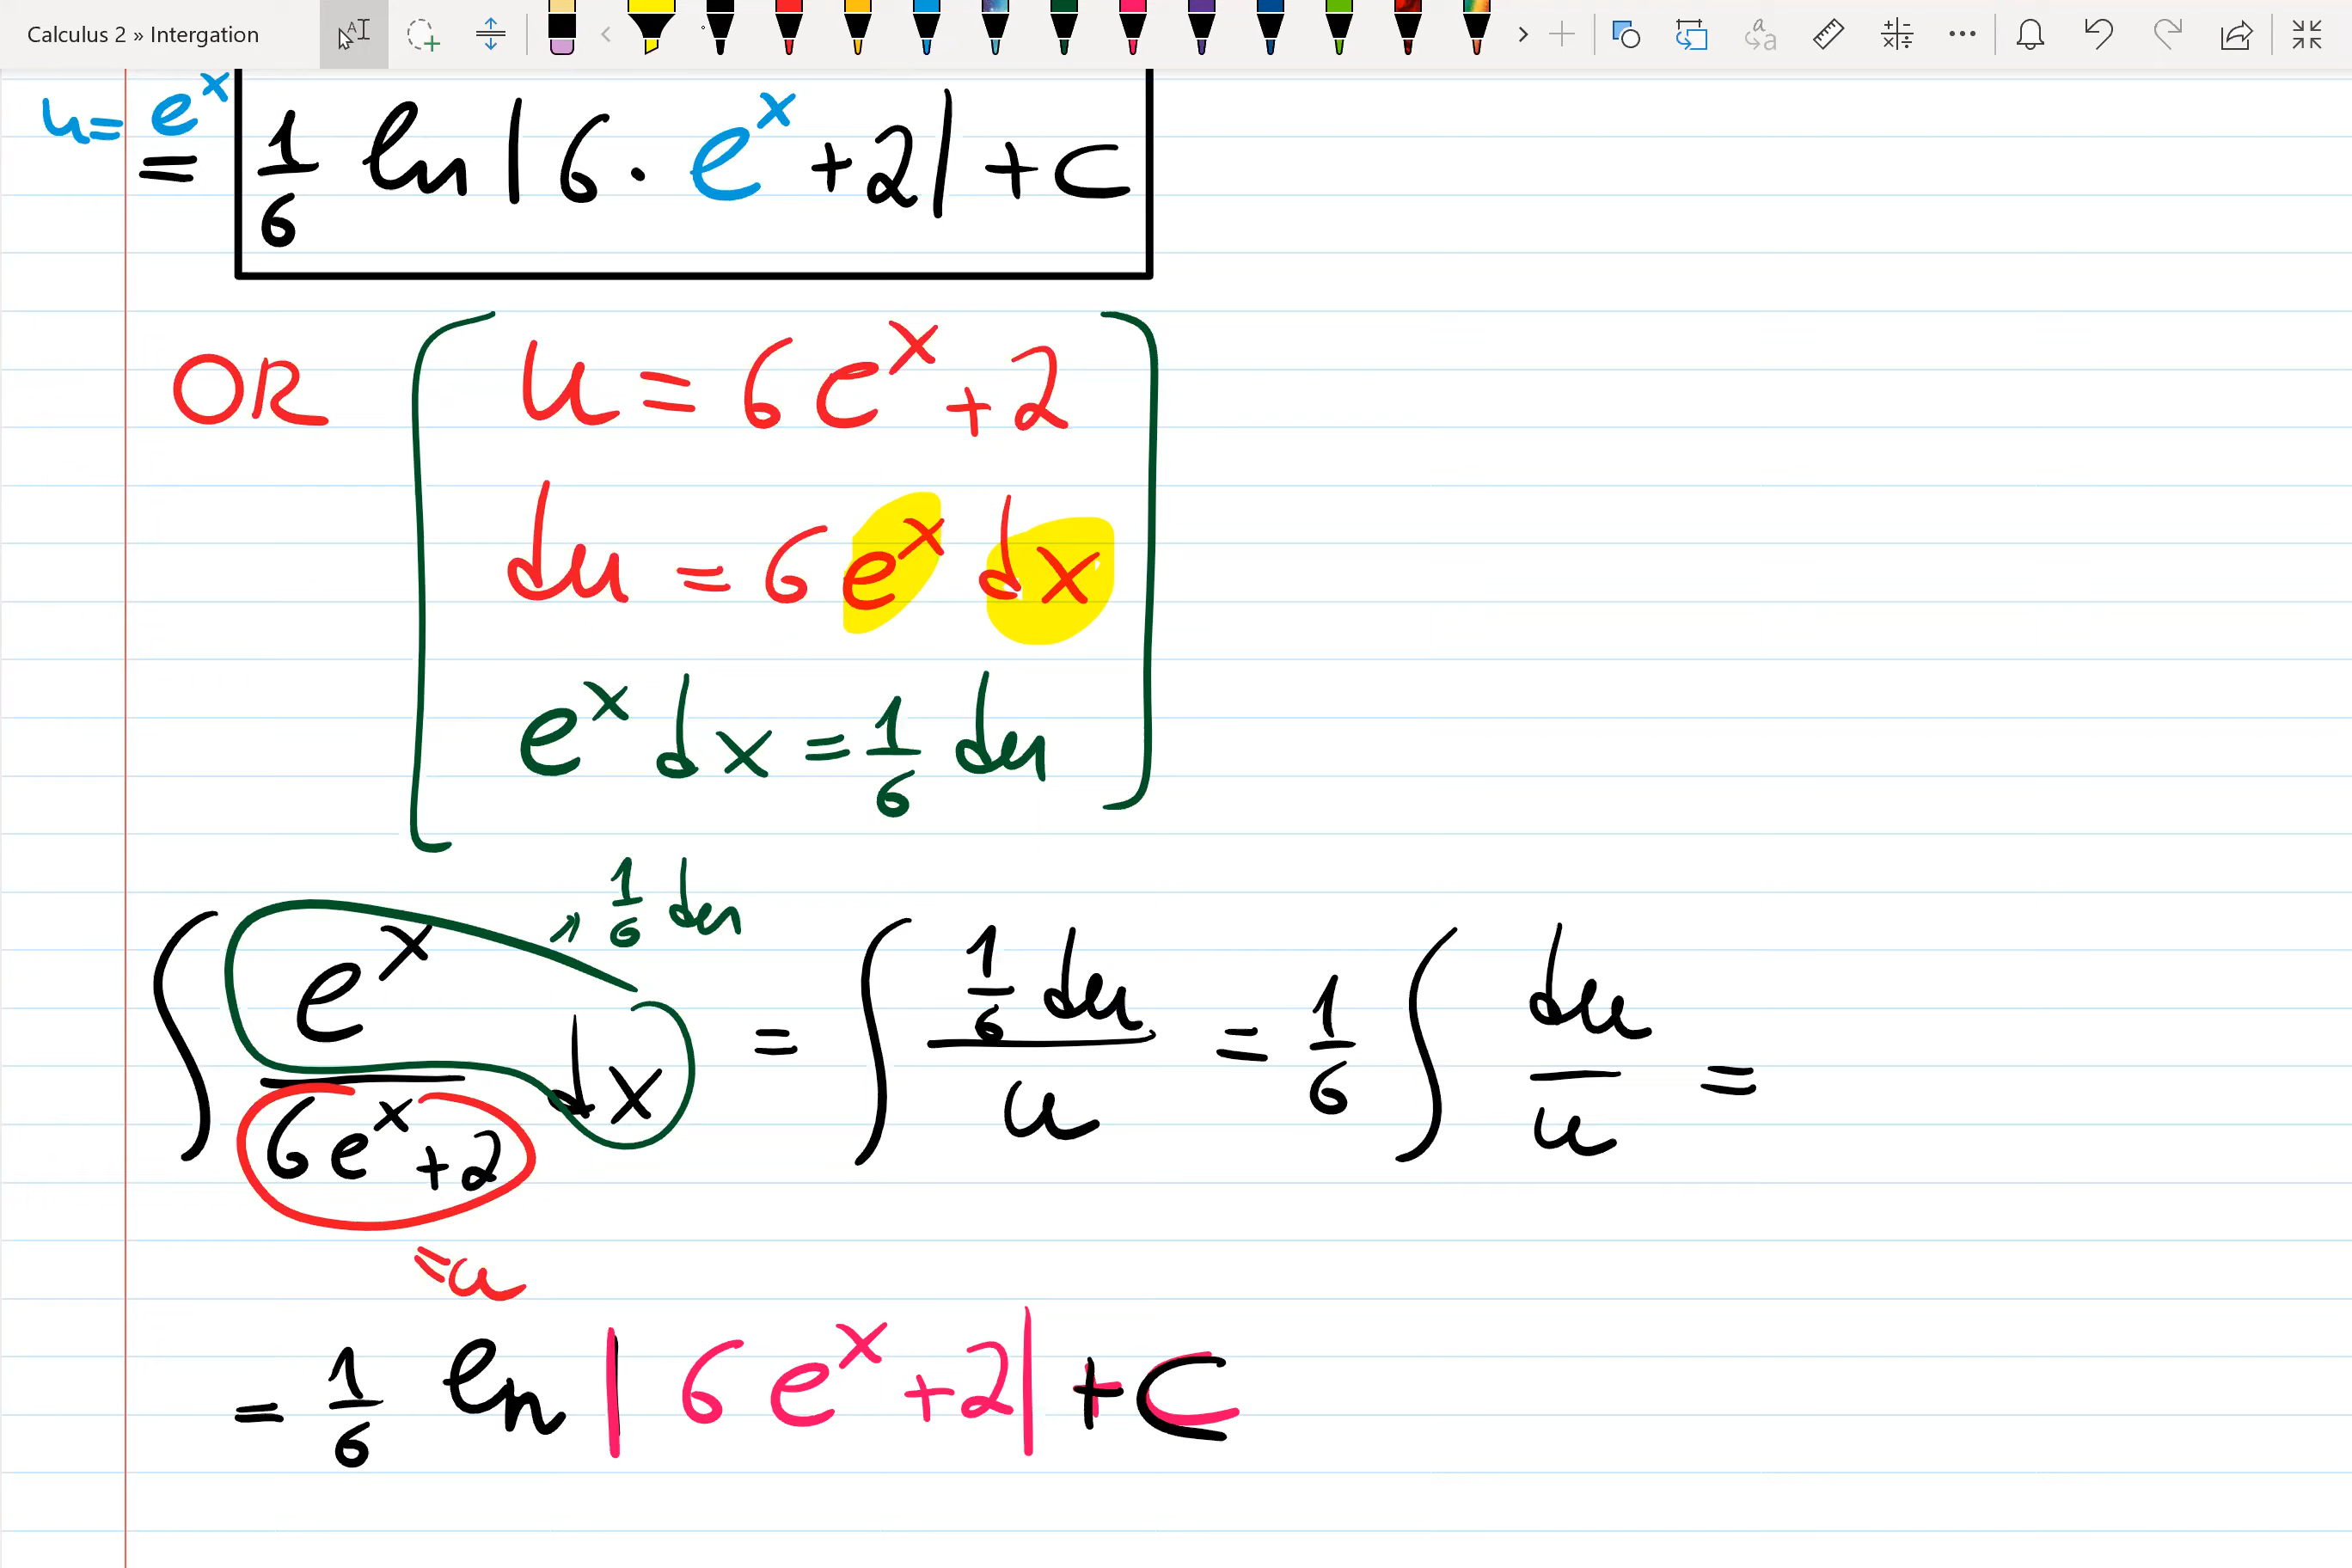 Calculus 2 » Intergation
u = e^x
= 1/6 ln|6 · e^x + 2| + C
OR
u = 6e^x + 2
du = 6e^x dx
e^x dx = 1/6 du
1/6 du
∫ e^x/(6e^x + 2) dx = ∫ (1/6 du)/u = 1/6 ∫ du/u =
= u
= 1/6 ln|6e^x + 2| + C